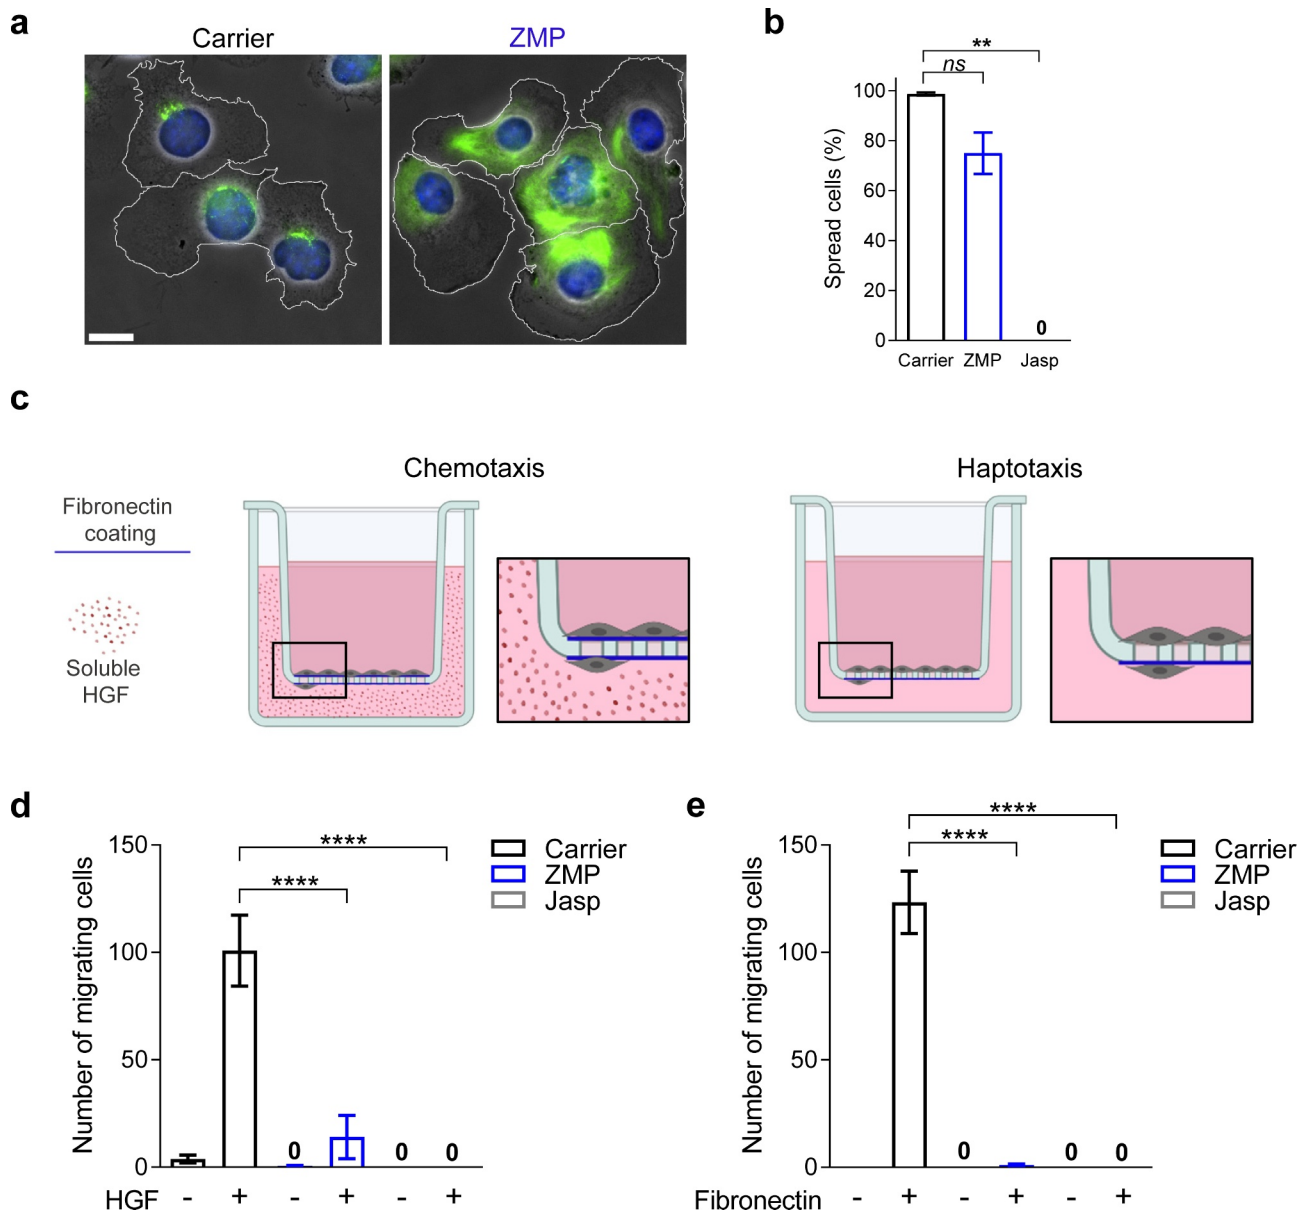 a
Carrier
ZMP
b
**
ns
100
80
60
40
20
0
Spread cells (%)
0
Carrier ZMP Jasp
c
Chemotaxis
Haptotaxis
Fibronectin
coating
Soluble
HGF
d
150
100
50
0
Number of migrating cells
****
****
0
0
0
Carrier
ZMP
Jasp
HGF - + - + - +
e
150
100
50
0
Number of migrating cells
****
****
0
0
0
Carrier
ZMP
Jasp
Fibronectin - + - + - +